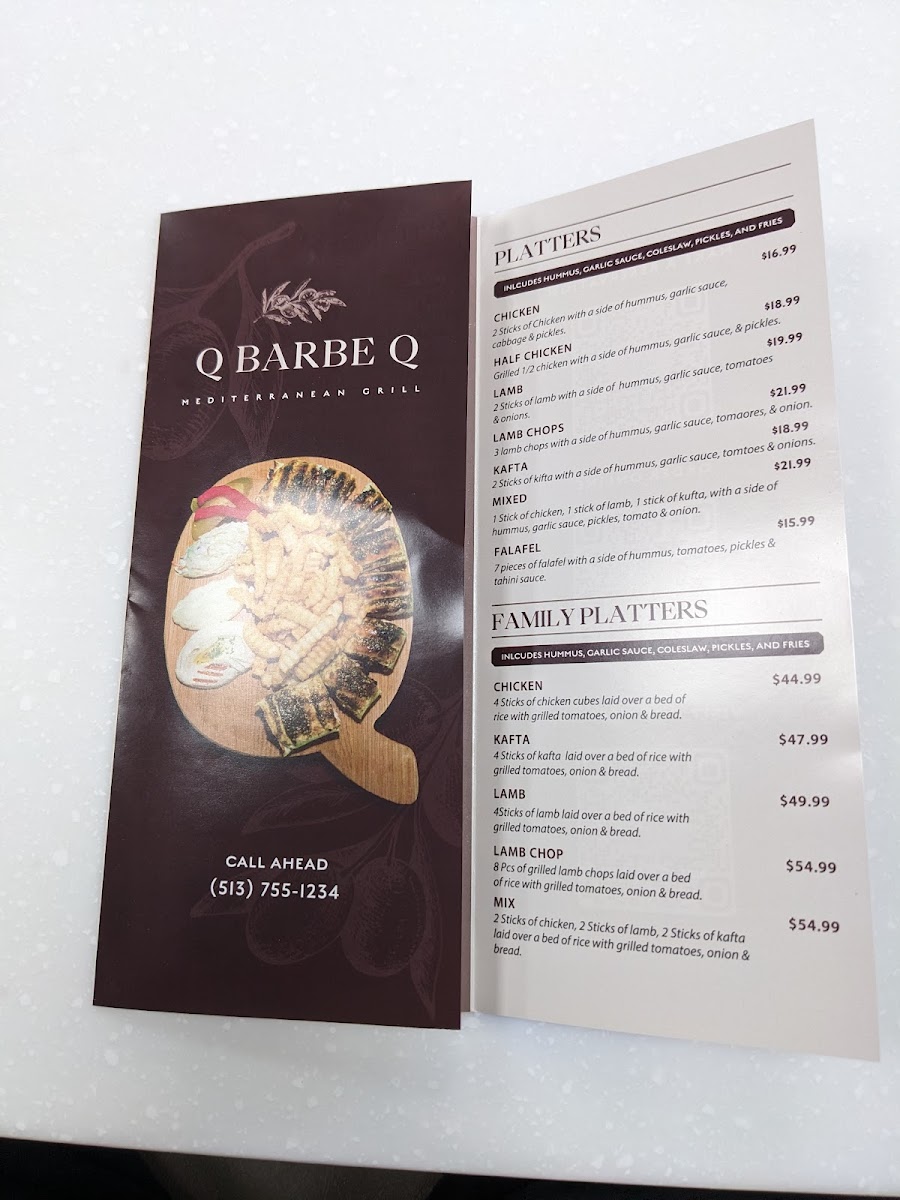 Q BARBE Q
MEDITERRANEAN GRILL
CALL AHEAD
(513) 755-1234
PLATTERS
INLCUDES HUMMUS, GARLIC SAUCE, COLESLAW, PICKLES, AND FRIES
$16.99
CHICKEN
2 Sticks of Chicken with a side of hummus, garlic sauce,
cabbage & pickles.
$18.99
HALF CHICKEN
Grilled 1/2 chicken with a side of hummus, garlic sauce, & pickles.
$19.99
LAMB
2 Sticks of lamb with a side of hummus, garlic sauce, tomatoes
& onions.
$21.99
LAMB CHOPS
3 lamb chops with a side of hummus, garlic sauce, tomaores, & onion.
$18.99
KAFTA
2 Sticks of kifta with a side of hummus, garlic sauce, tomtoes & onions.
$21.99
MIXED
1 Stick of chicken, 1 stick of lamb, 1 stick of kufta, with a side of
hummus, garlic sauce, pickles, tomato & onion.
$15.99
FALAFEL
7 pieces of falafel with a side of hummus, tomatoes, pickles &
tahini sauce.
FAMILY PLATTERS
INLCUDES HUMMUS, GARLIC SAUCE, COLESLAW, PICKLES, AND FRIES
CHICKEN $44.99
4 Sticks of chicken cubes laid over a bed of
rice with grilled tomatoes, onion & bread.
KAFTA $47.99
4 Sticks of kafta laid over a bed of rice with
grilled tomatoes, onion & bread.
LAMB $49.99
4Sticks of lamb laid over a bed of rice with
grilled tomatoes, onion & bread.
LAMB CHOP $54.99
8 Pcs of grilled lamb chops laid over a bed
of rice with grilled tomatoes, onion & bread.
MIX $54.99
2 Sticks of chicken, 2 Sticks of lamb, 2 Sticks of kafta
laid over a bed of rice with grilled tomatoes, onion &
bread.